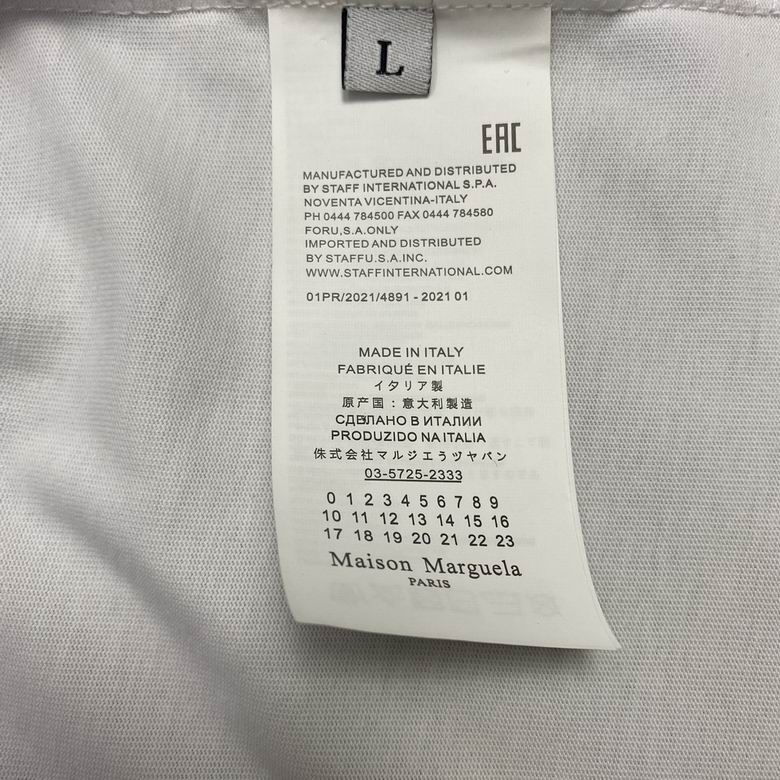 L
EAC
MANUFACTURED AND DISTRIBUTED
BY STAFF INTERNATIONAL S.P.A.
NOVENTA VICENTINA-ITALY
PH 0444 784500 FAX 0444 784580
FORU,S.A.ONLY
IMPORTED AND DISTRIBUTED
BY STAFFU.S.A.INC.
WWW.STAFFINTERNATIONAL.COM
01PR/2021/4891 - 2021 01
MADE IN ITALY
FABRIQUÉ EN ITALIE
イタリア製
原产国：意大利製造
СДЕЛАНО В ИТАЛИИ
PRODUZIDO NA ITALIA
侏式会社マルジエうヅヤバン
03-5725-2333
0 1 2 3 4 5 6 7 8 9
10 11 12 13 14 15 16
17 18 19 20 21 22 23
Maison Marguela
PARIS